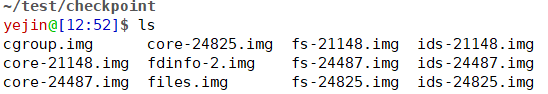 ~/test/checkpoint
yejin@[12:52]$ ls
cgroup.img core-24825.img fs-21148.img ids-21148.img
core-21148.img fdinfo-2.img fs-24487.img ids-24487.img
core-24487.img files.img fs-24825.img ids-24825.img